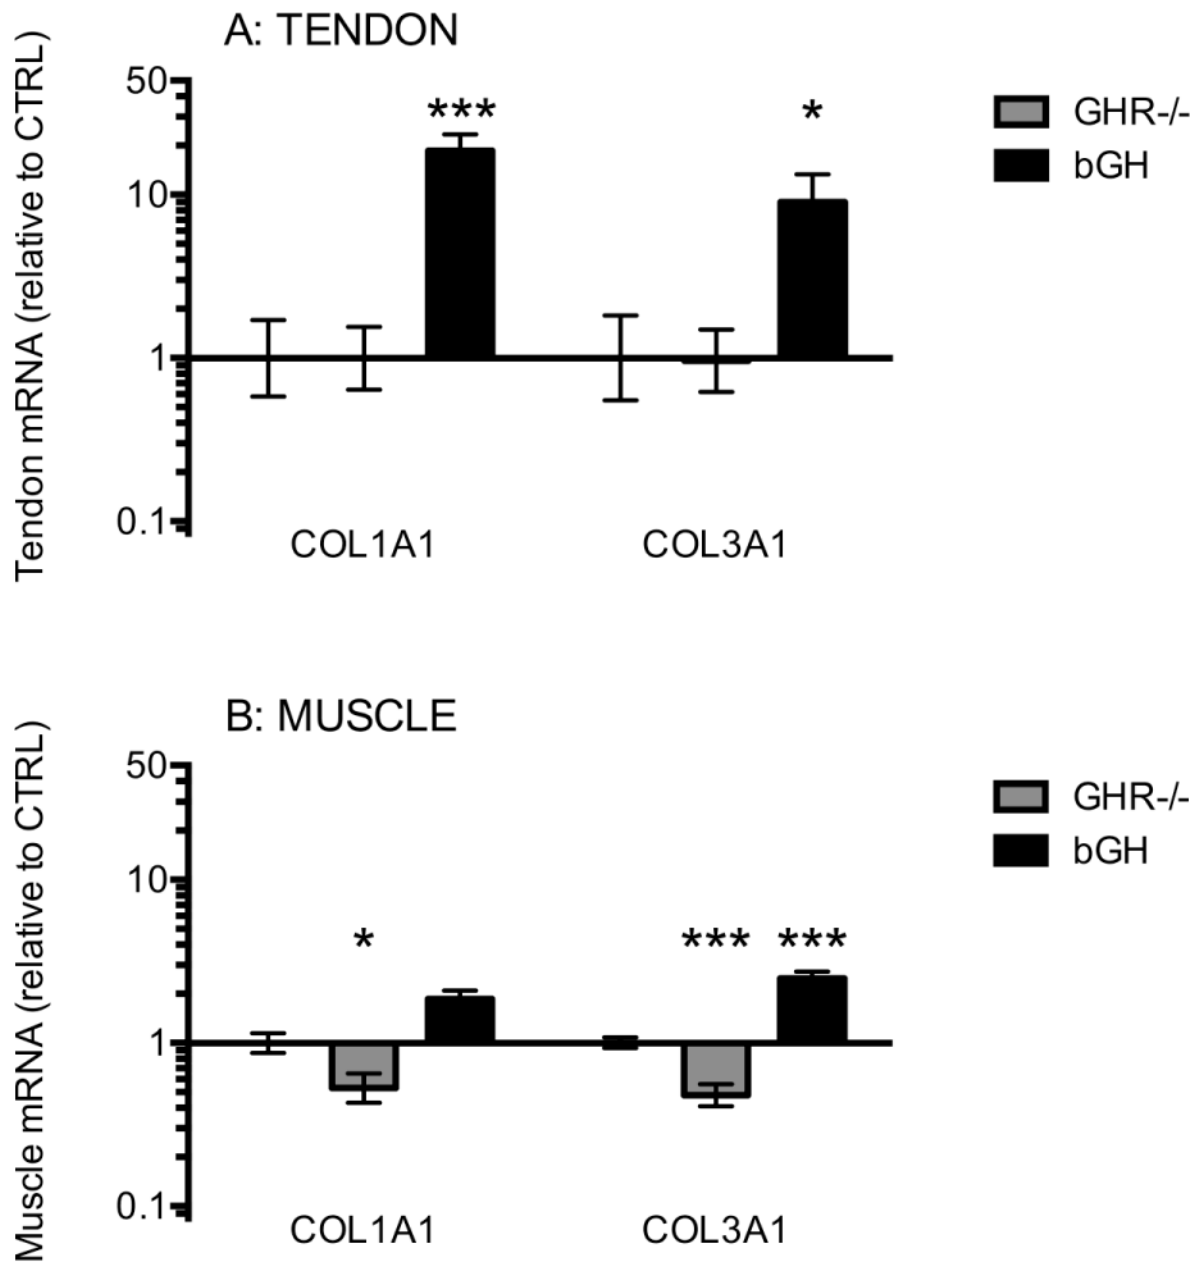 A: TENDON
Tendon mRNA (relative to CTRL)
50
10
1
0.1
***
*
GHR-/-
bGH
COL1A1
COL3A1
B: MUSCLE
Muscle mRNA (relative to CTRL)
50
10
1
0.1
*
***
***
GHR-/-
bGH
COL1A1
COL3A1